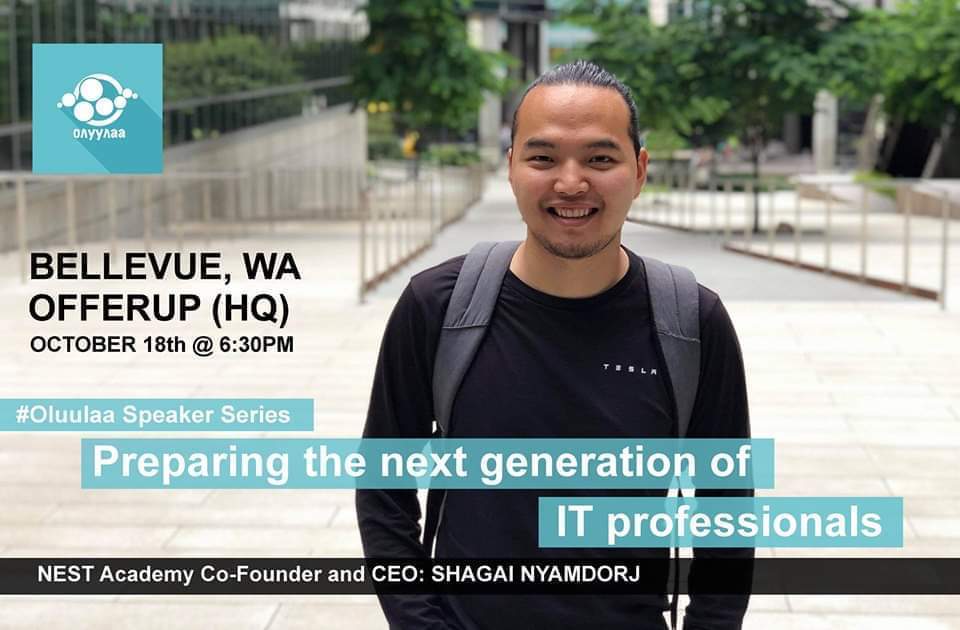 олуулаа
BELLEVUE, WA
OFFERUP (HQ)
OCTOBER 18th @ 6:30PM
TESLA
#Oluulaa Speaker Series
Preparing the next generation of
IT professionals
NEST Academy Co-Founder and CEO: SHAGAI NYAMDORJ